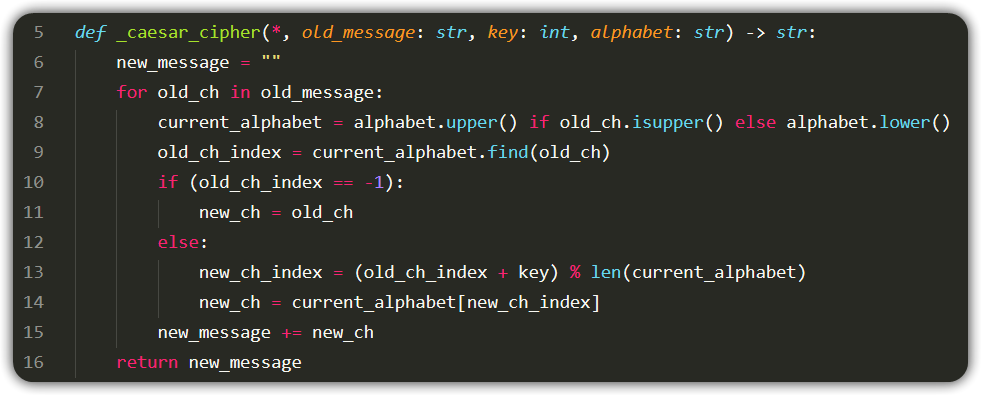 5 def _caesar_cipher(*, old_message: str, key: int, alphabet: str) -> str:
6     new_message = ""
7     for old_ch in old_message:
8         current_alphabet = alphabet.upper() if old_ch.isupper() else alphabet.lower()
9         old_ch_index = current_alphabet.find(old_ch)
10         if (old_ch_index == -1):
11             new_ch = old_ch
12         else:
13             new_ch_index = (old_ch_index + key) % len(current_alphabet)
14             new_ch = current_alphabet[new_ch_index]
15         new_message += new_ch
16     return new_message